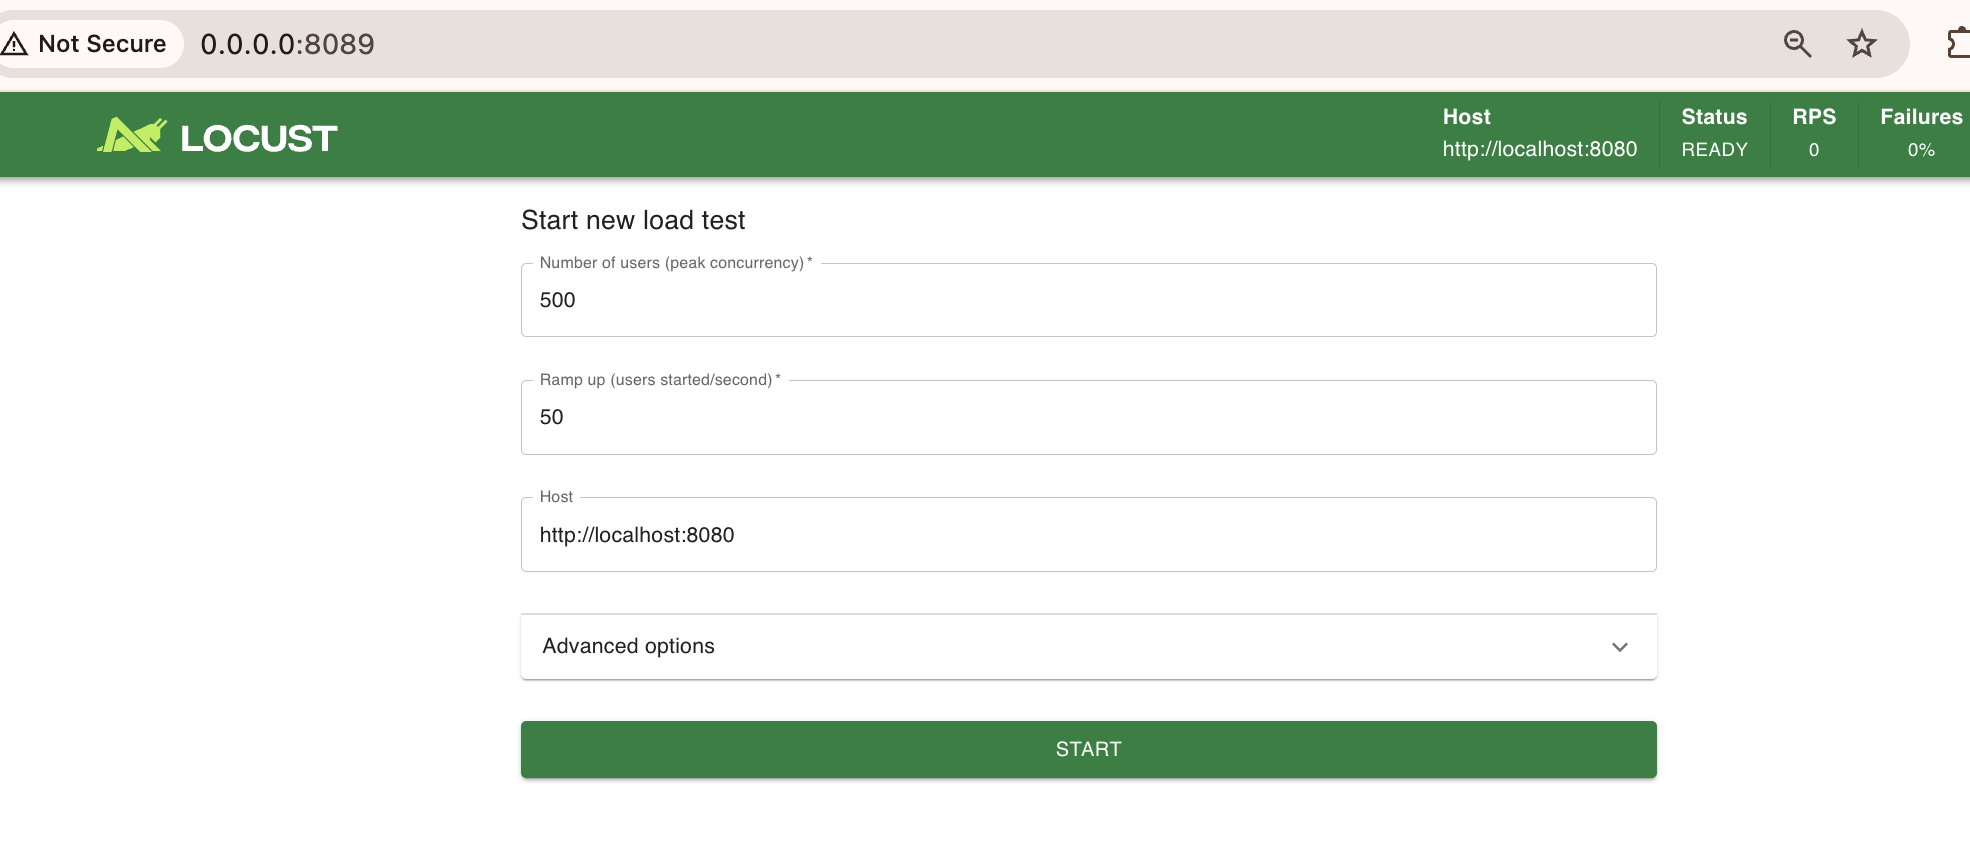 Not Secure 0.0.0.0:8089
LOCUST
Host Status RPS Failures
http://localhost:8080 READY 0 0%
Start new load test
Number of users (peak concurrency) *
500
Ramp up (users started/second) *
50
Host
http://localhost:8080
Advanced options
START